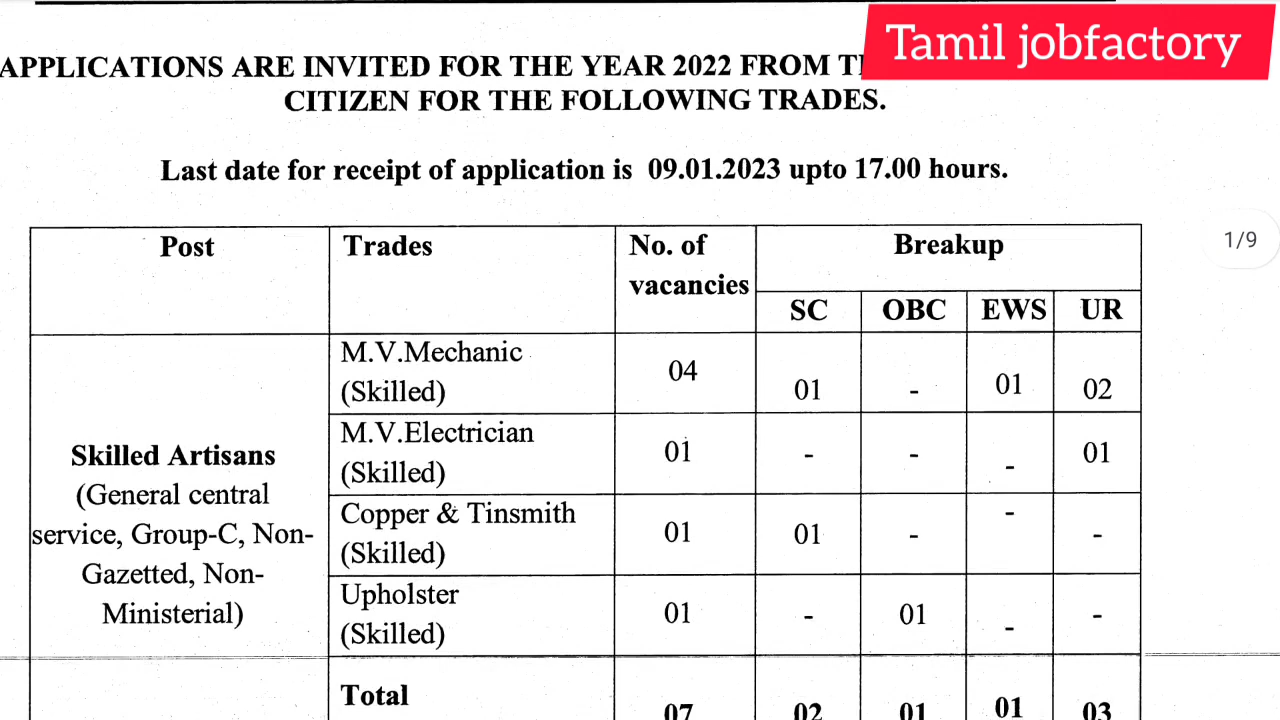 Tamil jobfactory
APPLICATIONS ARE INVITED FOR THE YEAR 2022 FROM
CITIZEN FOR THE FOLLOWING TRADES.
Last date for receipt of application is 09.01.2023 upto 17.00 hours.
1/9
Post Trades No. of vacancies Breakup
SC OBC EWS UR
Skilled Artisans
(General central
service, Group-C, Non-
Gazetted, Non-
Ministerial)
M.V.Mechanic
(Skilled) 04 01 - 01 02
M.V.Electrician
(Skilled) 01 - - - 01
Copper & Tinsmith
(Skilled) 01 01 - - -
Upholster
(Skilled) 01 - 01 - -
Total 07 02 01 01 03